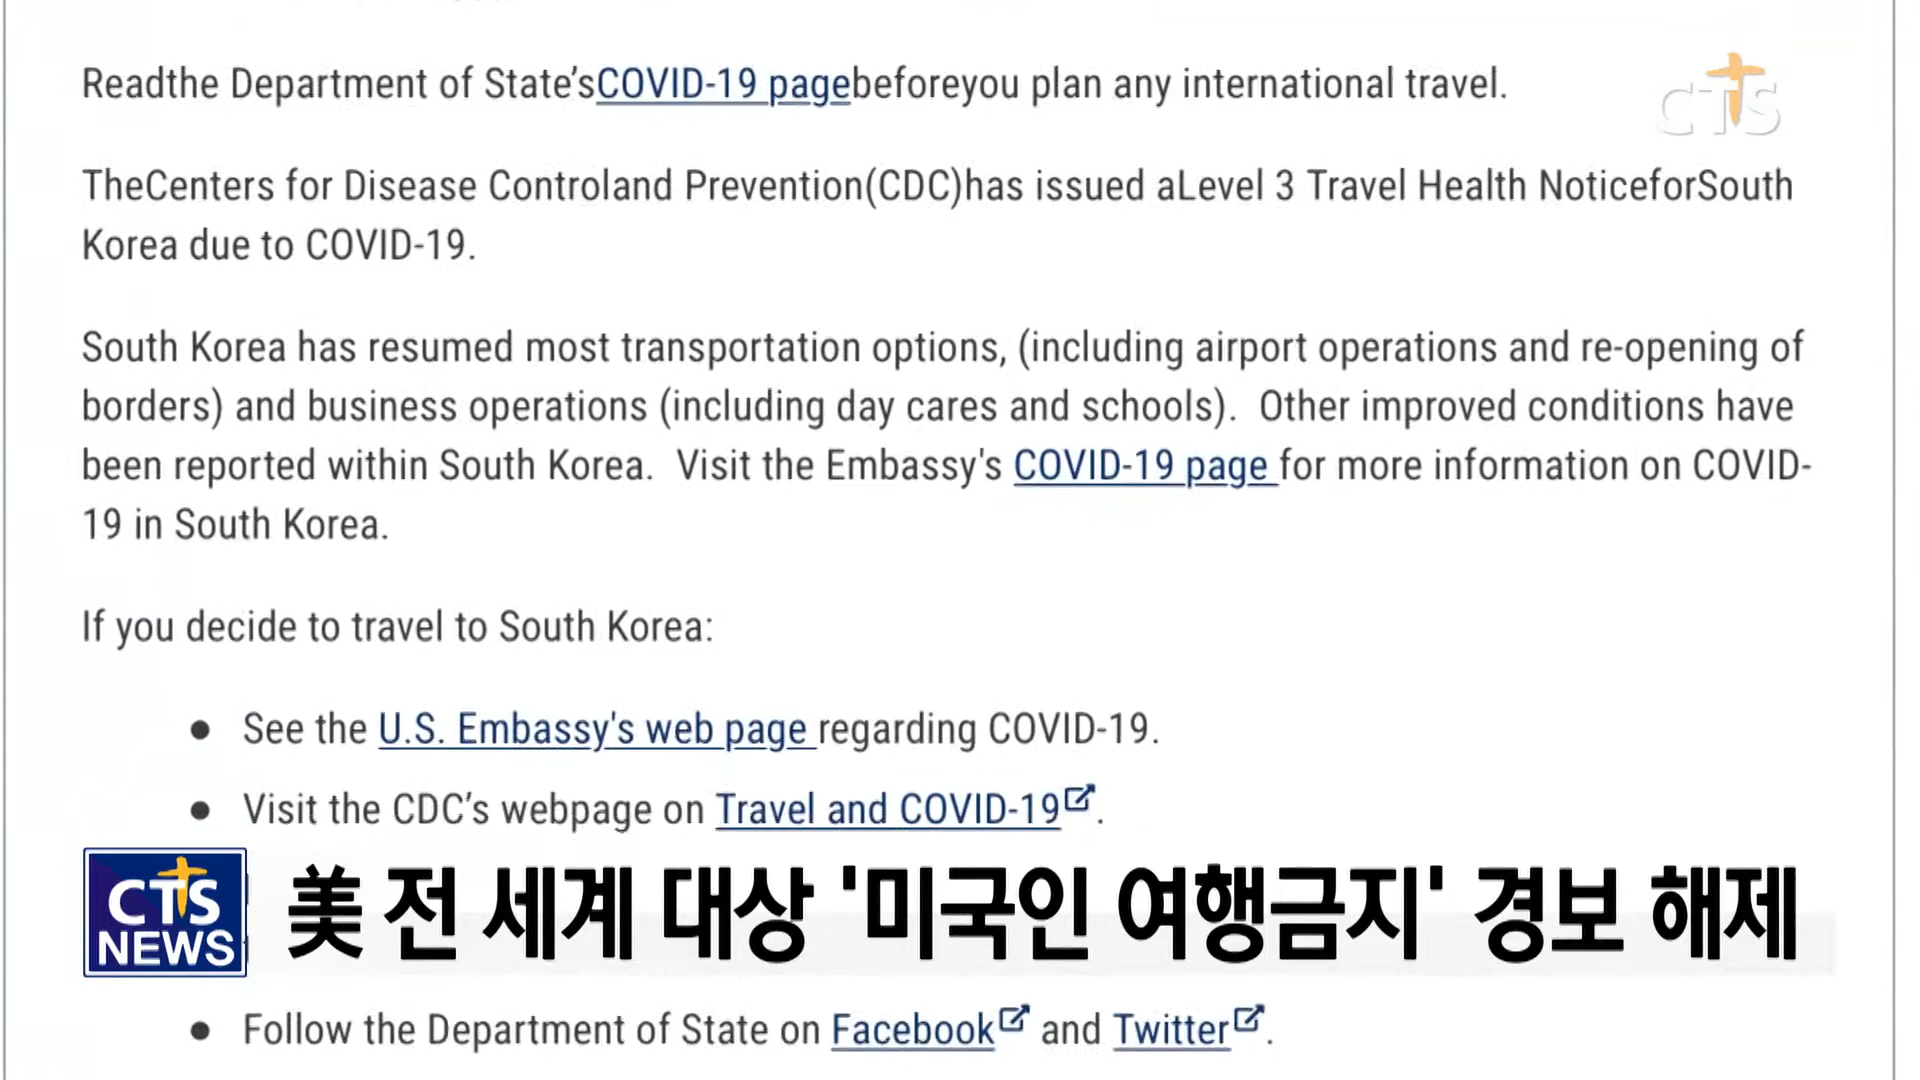 Readthe Department of State’sCOVID-19 pagebeforeyou plan any international travel.
CTS
TheCenters for Disease Controland Prevention(CDC)has issued aLevel 3 Travel Health NoticeforSouth
Korea due to COVID-19.
South Korea has resumed most transportation options, (including airport operations and re-opening of
borders) and business operations (including day cares and schools).  Other improved conditions have
been reported within South Korea.  Visit the Embassy's COVID-19 page for more information on COVID-
19 in South Korea.
If you decide to travel to South Korea:
● See the U.S. Embassy's web page regarding COVID-19.
● Visit the CDC’s webpage on Travel and COVID-19.
CTS
NEWS
美 전 세계 대상 '미국인 여행금지' 경보 해제
● Follow the Department of State on Facebook and Twitter.